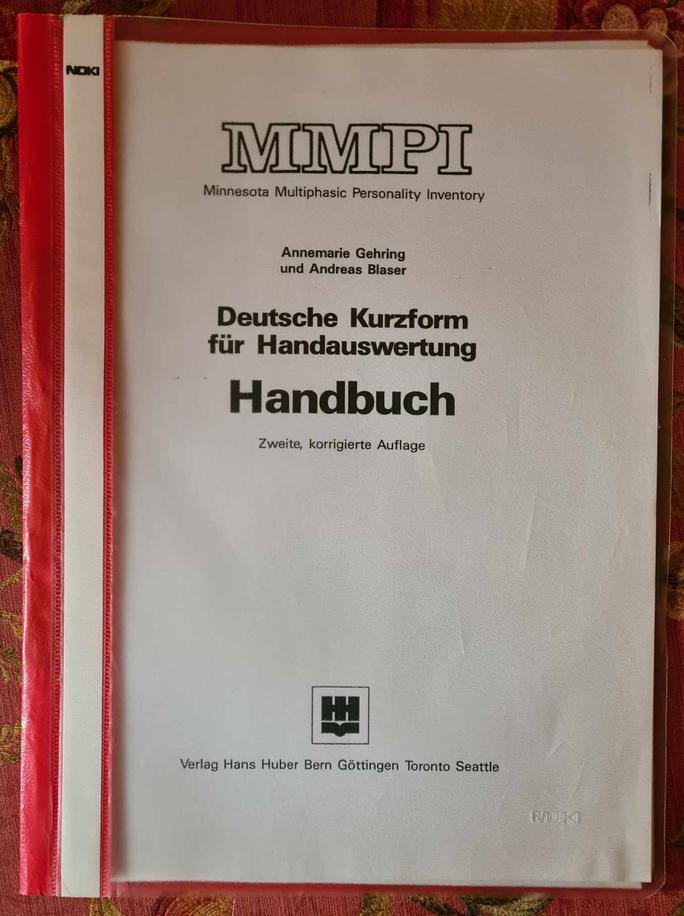 NOKI
MMPI
Minnesota Multiphasic Personality Inventory
Annemarie Gehring
und Andreas Blaser
Deutsche Kurzform
für Handauswertung
Handbuch
Zweite, korrigierte Auflage
HH
Verlag Hans Huber Bern Göttingen Toronto Seattle
NOKI